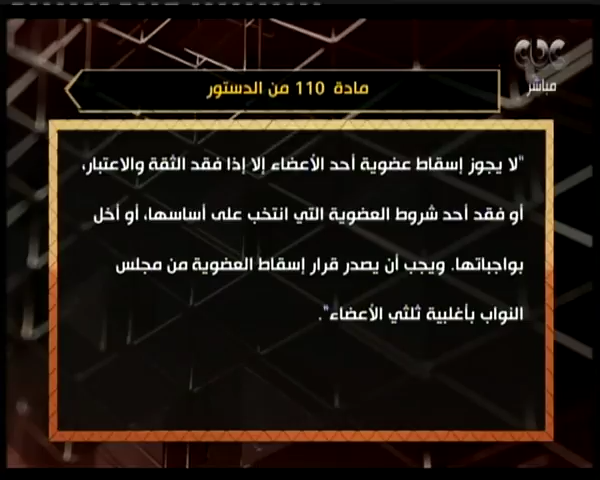 cbc
مباشر
مادة 110 من الدستور
"لا يجوز إسقاط عضوية أحد الأعضاء إلا إذا فقد الثقة والاعتبار،
أو فقد أحد شروط العضوية التي انتخب على أساسها، أو أخل
بواجباتها. ويجب أن يصدر قرار إسقاط العضوية من مجلس
النواب بأغلبية ثلثي الأعضاء".